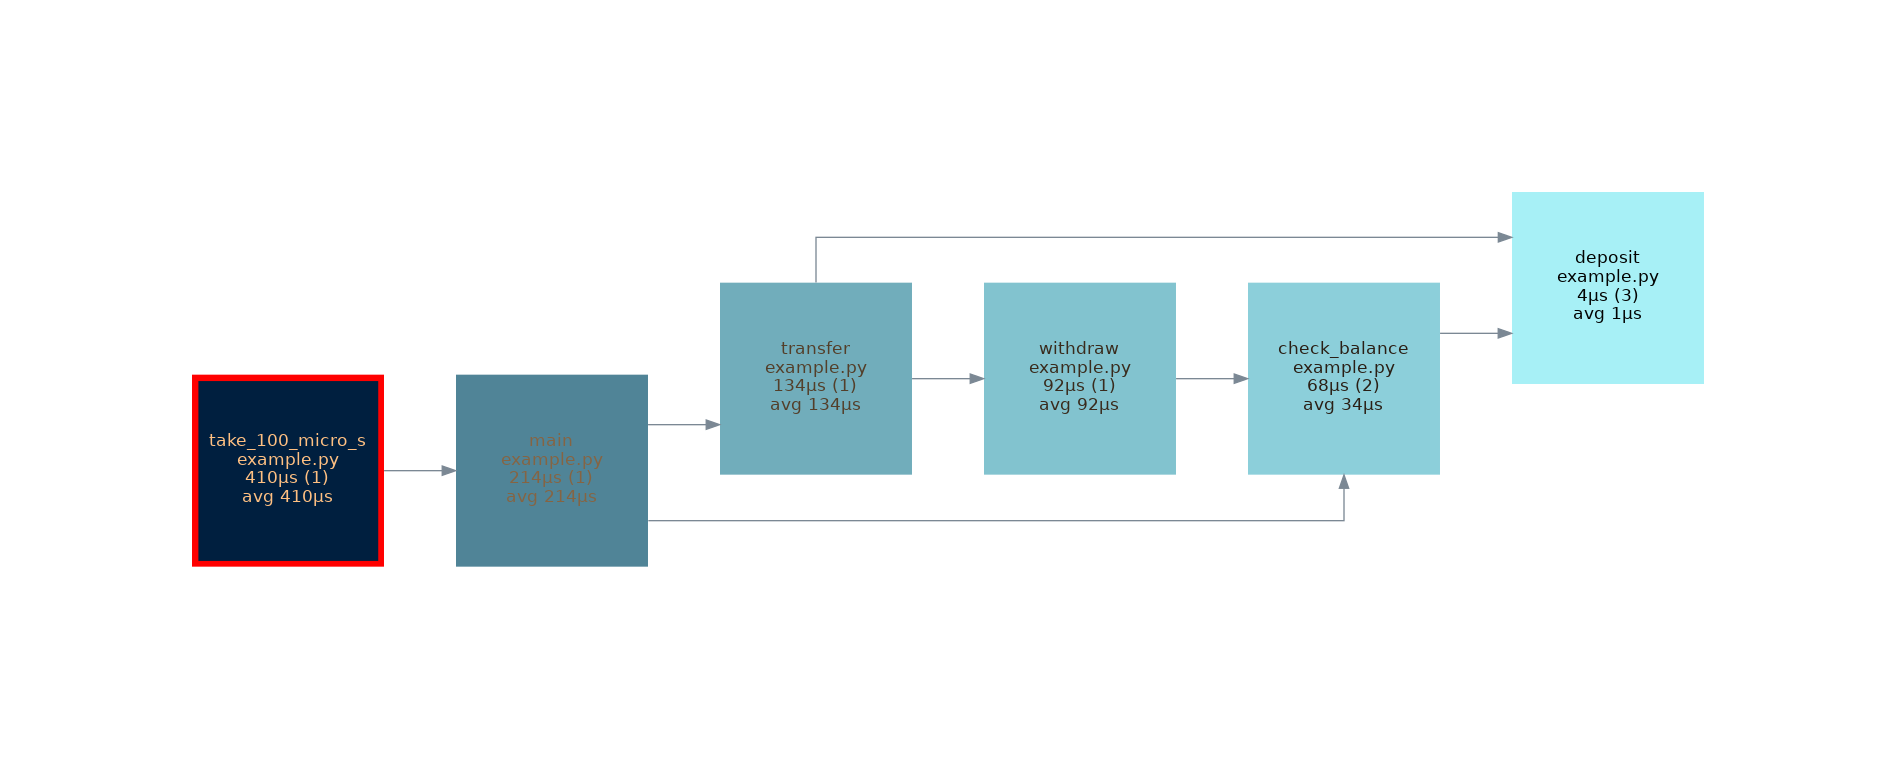 take_100_micro_s
example.py
410µs (1)
avg 410µs
main
example.py
214µs (1)
avg 214µs
transfer
example.py
134µs (1)
avg 134µs
withdraw
example.py
92µs (1)
avg 92µs
check_balance
example.py
68µs (2)
avg 34µs
deposit
example.py
4µs (3)
avg 1µs